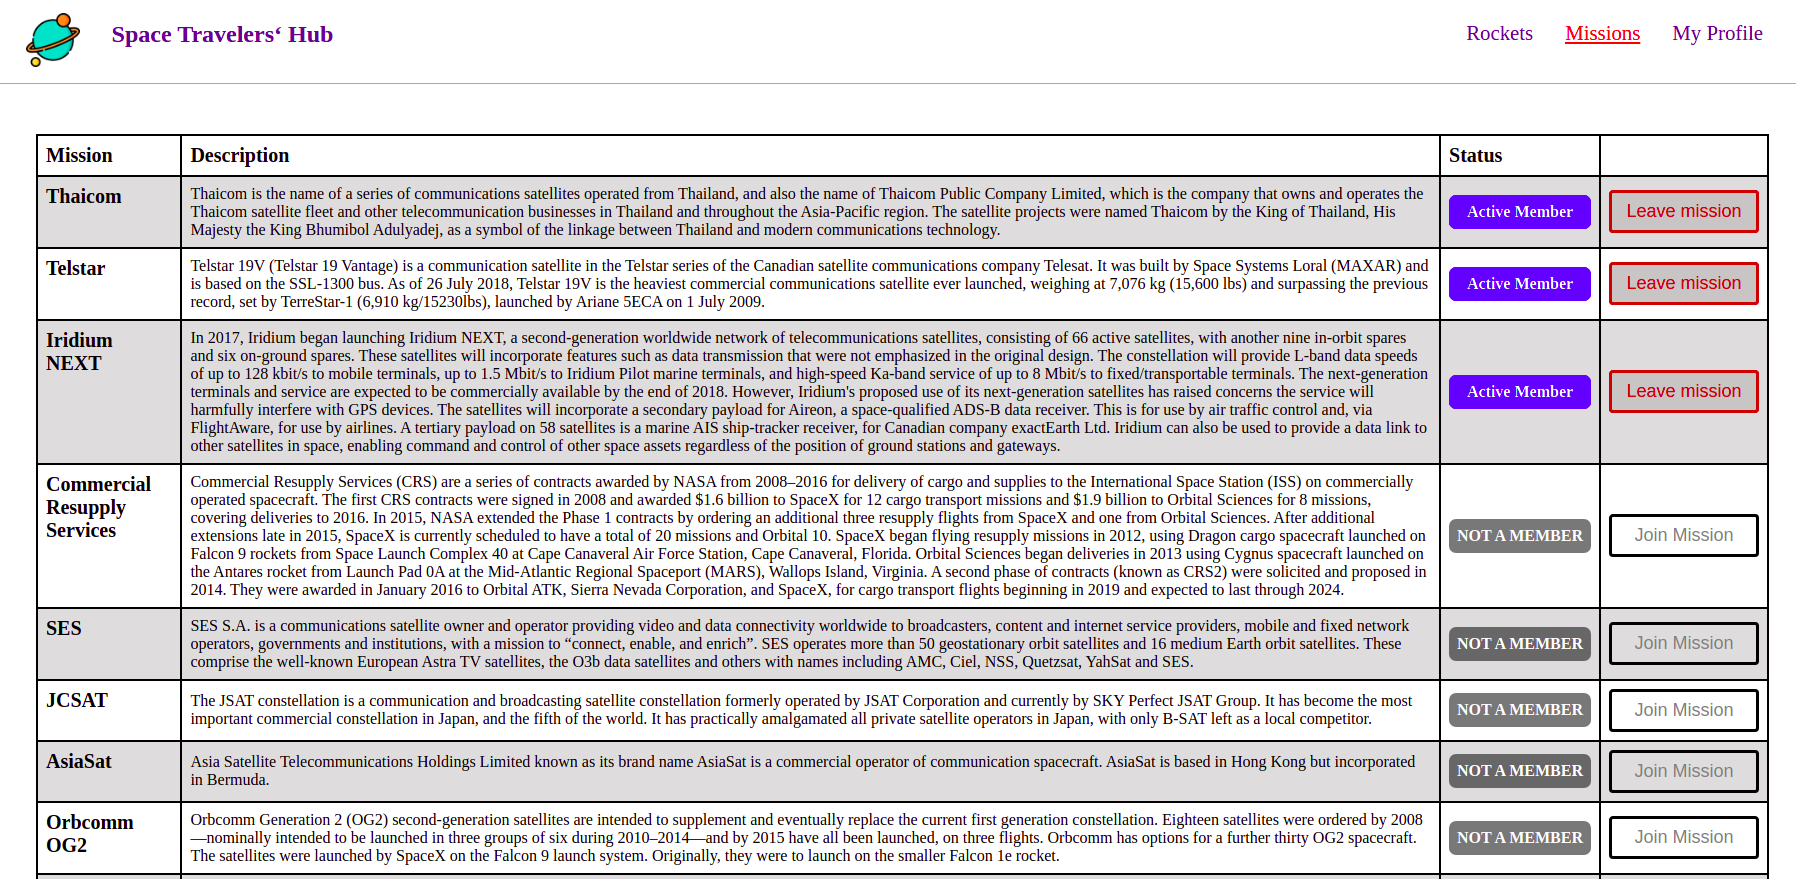 Space Travelers‘ Hub
Rockets
Missions
My Profile
Mission
Description
Status
Thaicom
Thaicom is the name of a series of communications satellites operated from Thailand, and also the name of Thaicom Public Company Limited, which is the company that owns and operates the
Thaicom satellite fleet and other telecommunication businesses in Thailand and throughout the Asia-Pacific region. The satellite projects were named Thaicom by the King of Thailand, His
Majesty the King Bhumibol Adulyadej, as a symbol of the linkage between Thailand and modern communications technology.
Active Member
Leave mission
Telstar
Telstar 19V (Telstar 19 Vantage) is a communication satellite in the Telstar series of the Canadian satellite communications company Telesat. It was built by Space Systems Loral (MAXAR) and
is based on the SSL-1300 bus. As of 26 July 2018, Telstar 19V is the heaviest commercial communications satellite ever launched, weighing at 7,076 kg (15,600 lbs) and surpassing the previous
record, set by TerreStar-1 (6,910 kg/15230lbs), launched by Ariane 5ECA on 1 July 2009.
Active Member
Leave mission
Iridium
NEXT
In 2017, Iridium began launching Iridium NEXT, a second-generation worldwide network of telecommunications satellites, consisting of 66 active satellites, with another nine in-orbit spares
and six on-ground spares. These satellites will incorporate features such as data transmission that were not emphasized in the original design. The constellation will provide L-band data speeds
of up to 128 kbit/s to mobile terminals, up to 1.5 Mbit/s to Iridium Pilot marine terminals, and high-speed Ka-band service of up to 8 Mbit/s to fixed/transportable terminals. The next-generation
terminals and service are expected to be commercially available by the end of 2018. However, Iridium's proposed use of its next-generation satellites has raised concerns the service will
harmfully interfere with GPS devices. The satellites will incorporate a secondary payload for Aireon, a space-qualified ADS-B data receiver. This is for use by air traffic control and, via
FlightAware, for use by airlines. A tertiary payload on 58 satellites is a marine AIS ship-tracker receiver, for Canadian company exactEarth Ltd. Iridium can also be used to provide a data link to
other satellites in space, enabling command and control of other space assets regardless of the position of ground stations and gateways.
Active Member
Leave mission
Commercial
Resupply
Services
Commercial Resupply Services (CRS) are a series of contracts awarded by NASA from 2008–2016 for delivery of cargo and supplies to the International Space Station (ISS) on commercially
operated spacecraft. The first CRS contracts were signed in 2008 and awarded $1.6 billion to SpaceX for 12 cargo transport missions and $1.9 billion to Orbital Sciences for 8 missions,
covering deliveries to 2016. In 2015, NASA extended the Phase 1 contracts by ordering an additional three resupply flights from SpaceX and one from Orbital Sciences. After additional
extensions late in 2015, SpaceX is currently scheduled to have a total of 20 missions and Orbital 10. SpaceX began flying resupply missions in 2012, using Dragon cargo spacecraft launched on
Falcon 9 rockets from Space Launch Complex 40 at Cape Canaveral Air Force Station, Cape Canaveral, Florida. Orbital Sciences began deliveries in 2013 using Cygnus spacecraft launched on
the Antares rocket from Launch Pad 0A at the Mid-Atlantic Regional Spaceport (MARS), Wallops Island, Virginia. A second phase of contracts (known as CRS2) were solicited and proposed in
2014. They were awarded in January 2016 to Orbital ATK, Sierra Nevada Corporation, and SpaceX, for cargo transport flights beginning in 2019 and expected to last through 2024.
NOT A MEMBER
Join Mission
SES
SES S.A. is a communications satellite owner and operator providing video and data connectivity worldwide to broadcasters, content and internet service providers, mobile and fixed network
operators, governments and institutions, with a mission to “connect, enable, and enrich”. SES operates more than 50 geostationary orbit satellites and 16 medium Earth orbit satellites. These
comprise the well-known European Astra TV satellites, the O3b data satellites and others with names including AMC, Ciel, NSS, Quetzsat, YahSat and SES.
NOT A MEMBER
Join Mission
JCSAT
The JSAT constellation is a communication and broadcasting satellite constellation formerly operated by JSAT Corporation and currently by SKY Perfect JSAT Group. It has become the most
important commercial constellation in Japan, and the fifth of the world. It has practically amalgamated all private satellite operators in Japan, with only B-SAT left as a local competitor.
NOT A MEMBER
Join Mission
AsiaSat
Asia Satellite Telecommunications Holdings Limited known as its brand name AsiaSat is a commercial operator of communication spacecraft. AsiaSat is based in Hong Kong but incorporated
in Bermuda.
NOT A MEMBER
Join Mission
Orbcomm
OG2
Orbcomm Generation 2 (OG2) second-generation satellites are intended to supplement and eventually replace the current first generation constellation. Eighteen satellites were ordered by 2008
—nominally intended to be launched in three groups of six during 2010–2014—and by 2015 have all been launched, on three flights. Orbcomm has options for a further thirty OG2 spacecraft.
The satellites were launched by SpaceX on the Falcon 9 launch system. Originally, they were to launch on the smaller Falcon 1e rocket.
NOT A MEMBER
Join Mission